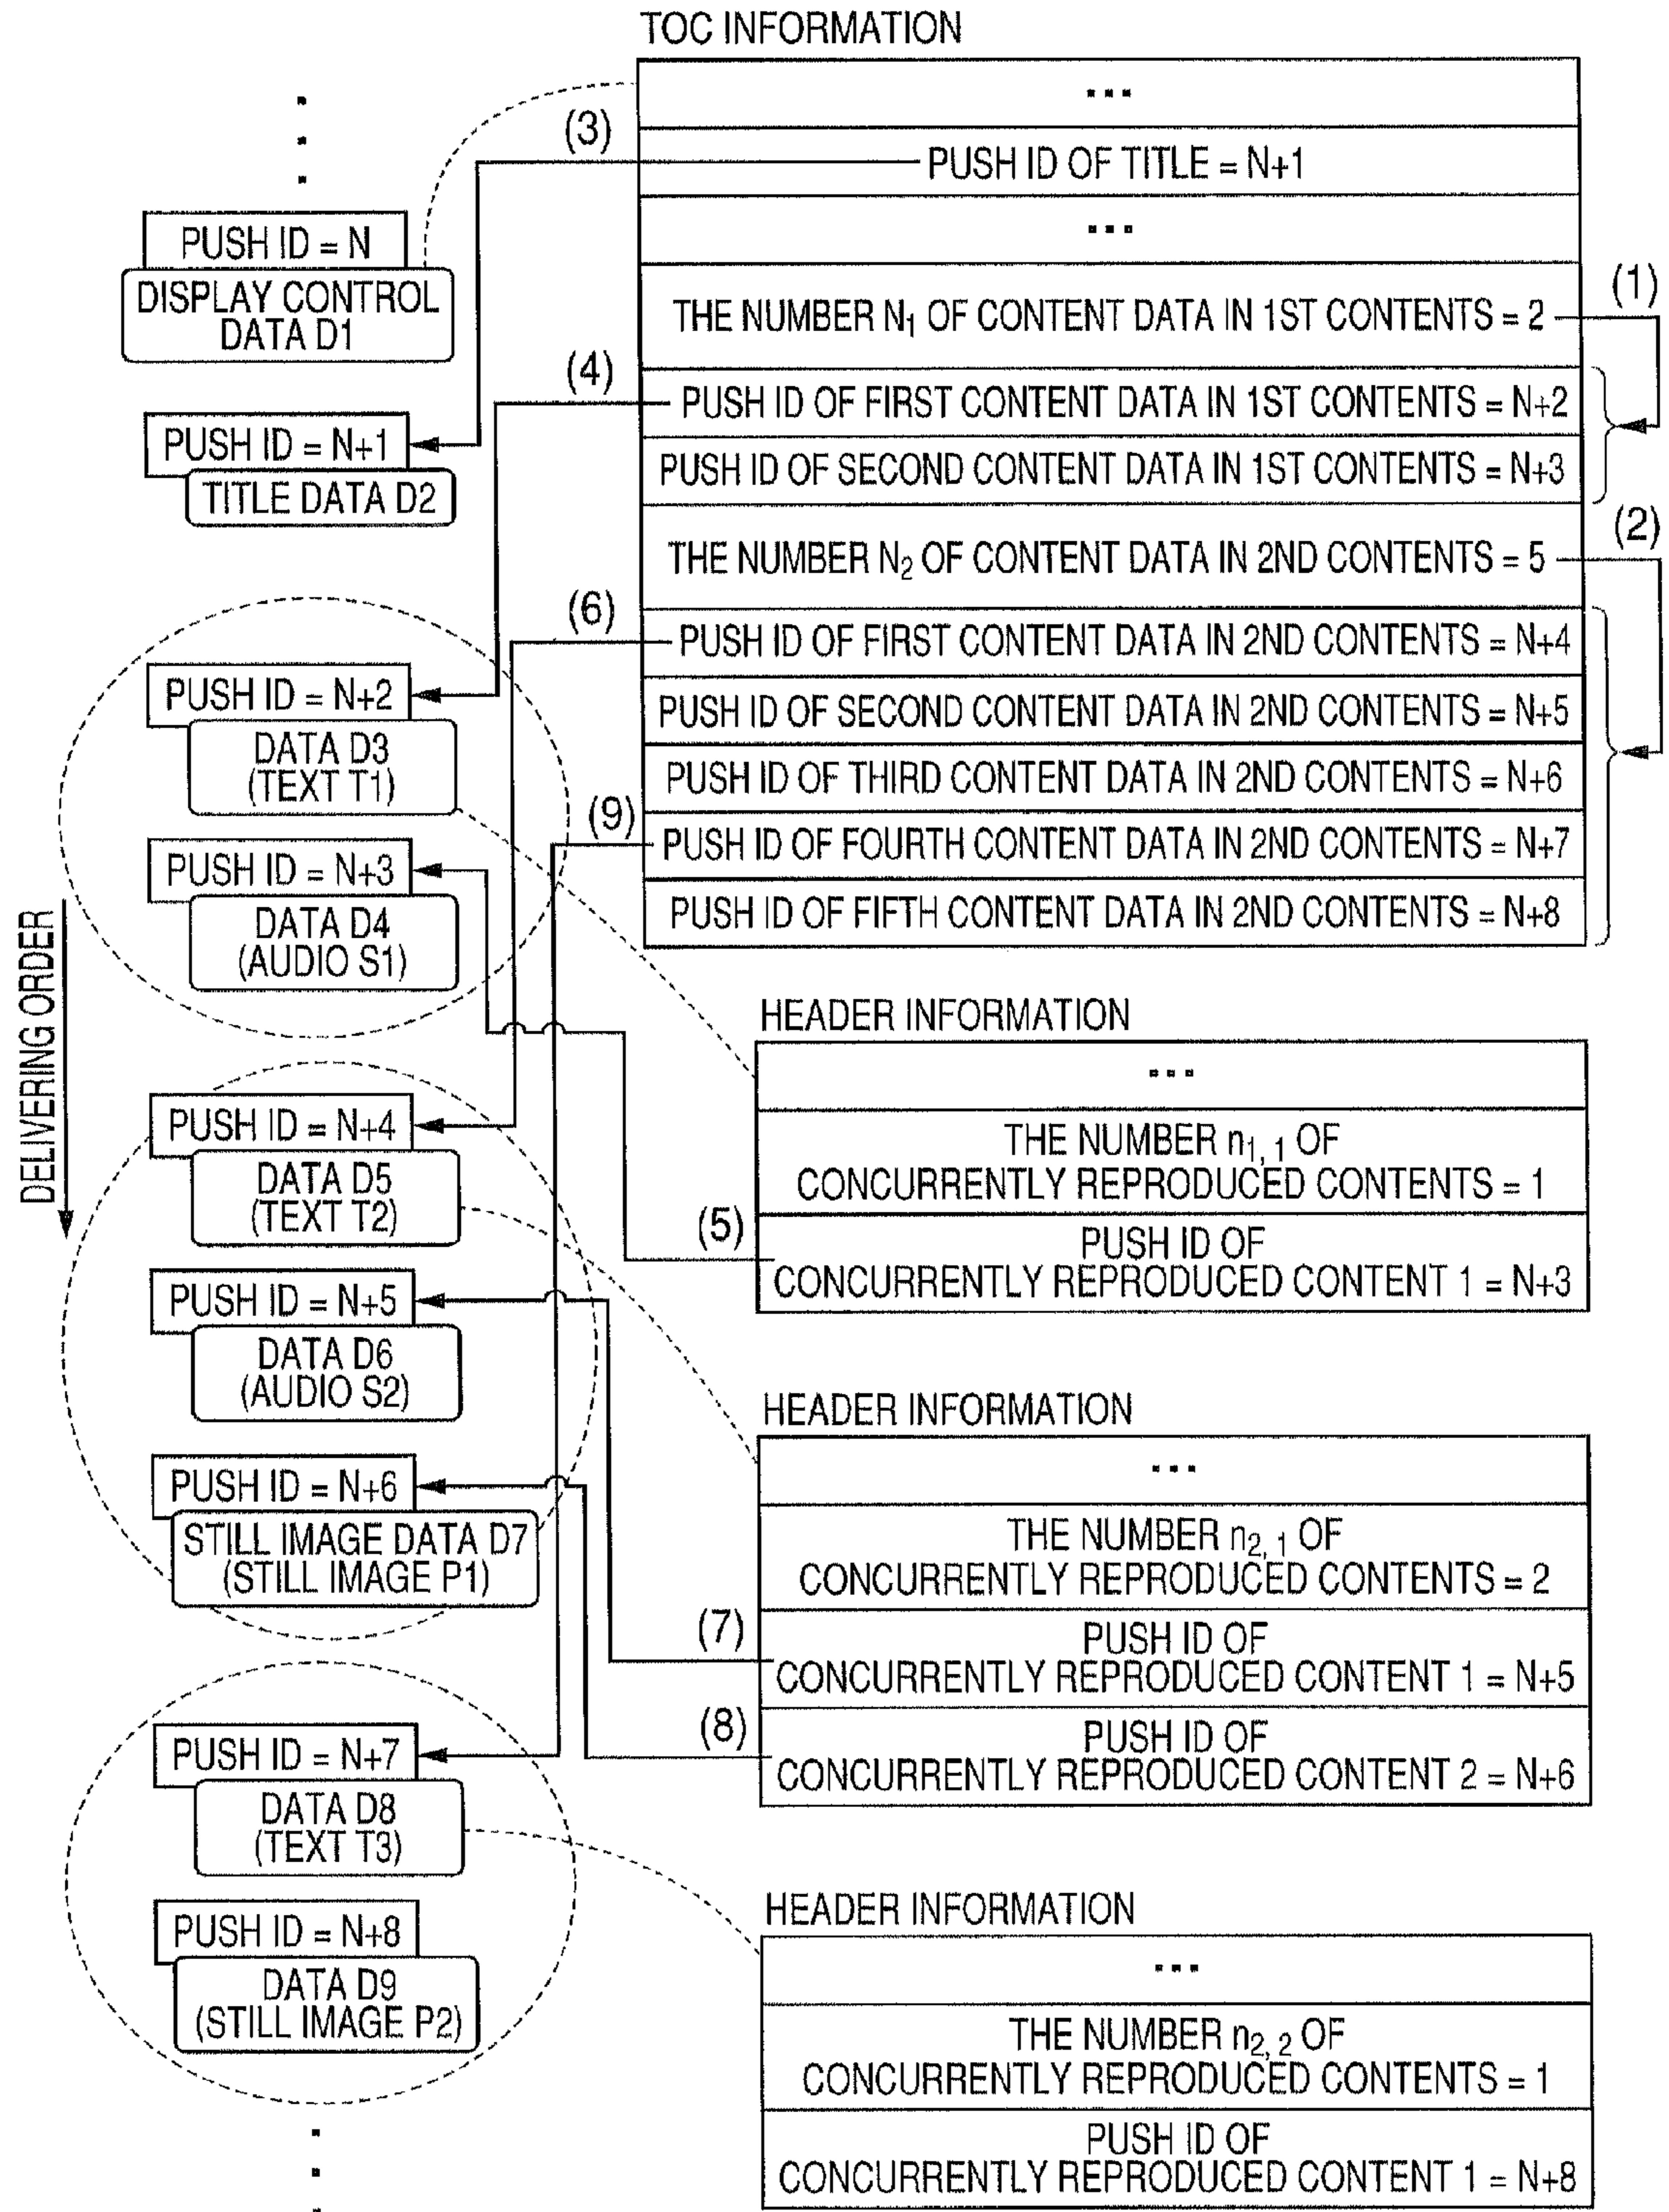 TOC INFORMATION
...
(3)
PUSH ID OF TITLE = N+1
...
PUSH ID = N
DISPLAY CONTROL
DATA D1
(1)
THE NUMBER N₁ OF CONTENT DATA IN 1ST CONTENTS = 2
(4)
PUSH ID OF FIRST CONTENT DATA IN 1ST CONTENTS = N+2
PUSH ID = N+1
TITLE DATA D2
PUSH ID OF SECOND CONTENT DATA IN 1ST CONTENTS = N+3
(2)
THE NUMBER N₂ OF CONTENT DATA IN 2ND CONTENTS = 5
(6)
PUSH ID OF FIRST CONTENT DATA IN 2ND CONTENTS = N+4
PUSH ID OF SECOND CONTENT DATA IN 2ND CONTENTS = N+5
PUSH ID OF THIRD CONTENT DATA IN 2ND CONTENTS = N+6
(9)
PUSH ID OF FOURTH CONTENT DATA IN 2ND CONTENTS = N+7
PUSH ID OF FIFTH CONTENT DATA IN 2ND CONTENTS = N+8
PUSH ID = N+2
DATA D3
(TEXT T1)
PUSH ID = N+3
DATA D4
(AUDIO S1)
DELIVERING ORDER
HEADER INFORMATION
...
THE NUMBER n₁, ₁ OF
CONCURRENTLY REPRODUCED CONTENTS = 1
(5)
PUSH ID OF
CONCURRENTLY REPRODUCED CONTENT 1 = N+3
PUSH ID = N+4
DATA D5
(TEXT T2)
PUSH ID = N+5
DATA D6
(AUDIO S2)
PUSH ID = N+6
STILL IMAGE DATA D7
(STILL IMAGE P1)
HEADER INFORMATION
...
THE NUMBER n₂, ₁ OF
CONCURRENTLY REPRODUCED CONTENTS = 2
(7)
PUSH ID OF
CONCURRENTLY REPRODUCED CONTENT 1 = N+5
(8)
PUSH ID OF
CONCURRENTLY REPRODUCED CONTENT 2 = N+6
PUSH ID = N+7
DATA D8
(TEXT T3)
PUSH ID = N+8
DATA D9
(STILL IMAGE P2)
HEADER INFORMATION
...
THE NUMBER n₂, ₂ OF
CONCURRENTLY REPRODUCED CONTENTS = 1
PUSH ID OF
CONCURRENTLY REPRODUCED CONTENT 1 = N+8